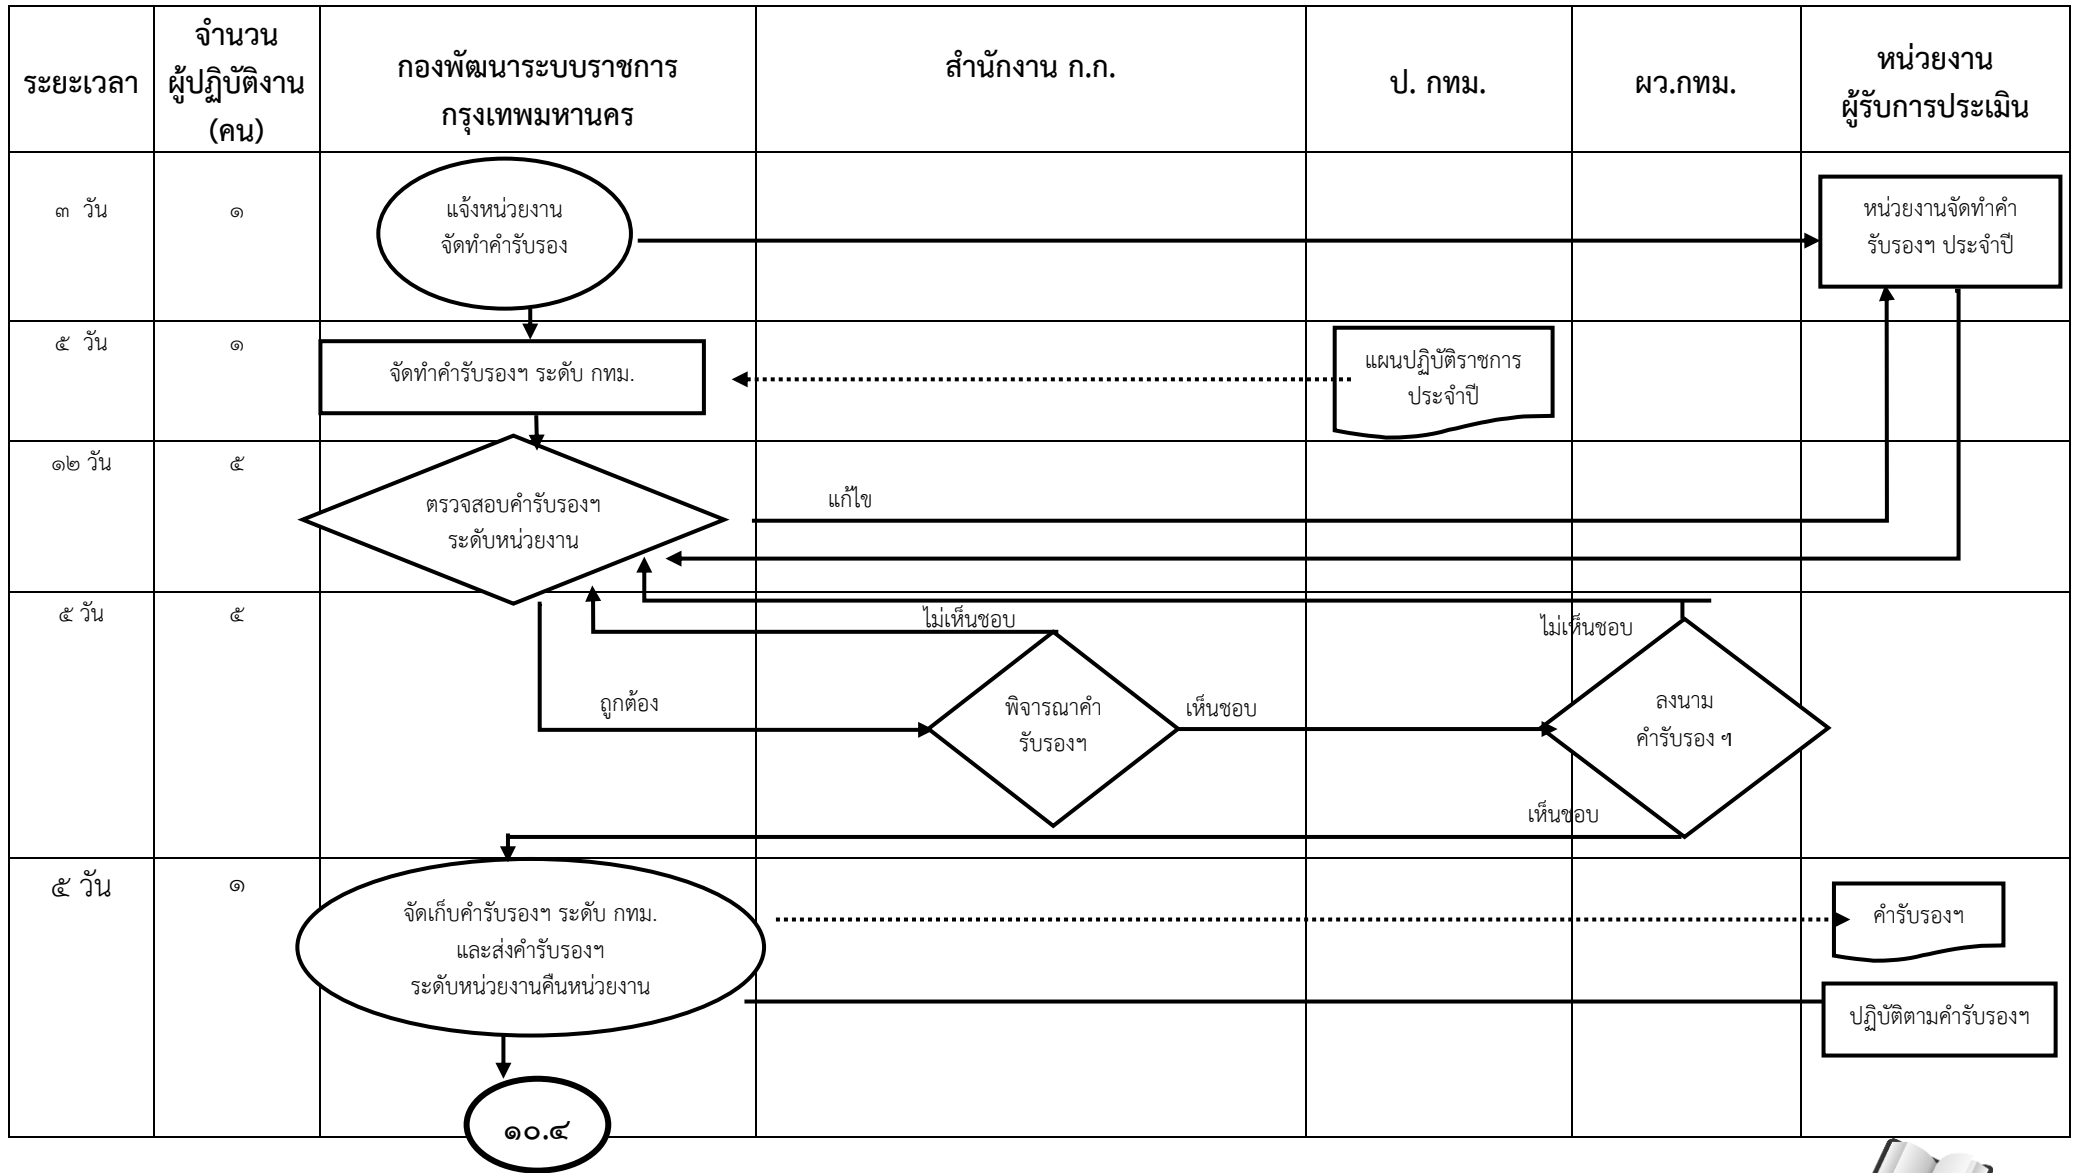 ระยะเวลา
จำนวน
ผู้ปฏิบัติงาน
(คน)
กองพัฒนาระบบราชการ
กรุงเทพมหานคร
สำนักงาน ก.ก.
ป. กทม.
ผว.กทม.
หน่วยงาน
ผู้รับการประเมิน
๓ วัน
๑
แจ้งหน่วยงาน
จัดทำคำรับรอง
หน่วยงานจัดทำคำ
รับรองฯ ประจำปี
๕ วัน
๑
จัดทำคำรับรองฯ ระดับ กทม.
แผนปฏิบัติราชการ
ประจำปี
๑๒ วัน
๕
ตรวจสอบคำรับรองฯ
ระดับหน่วยงาน
แก้ไข
๕ วัน
๕
ไม่เห็นชอบ
ไม่เห็นชอบ
ถูกต้อง
พิจารณาคำ
รับรองฯ
เห็นชอบ
ลงนาม
คำรับรอง ฯ
เห็นชอบ
๕ วัน
๑
จัดเก็บคำรับรองฯ ระดับ กทม.
และส่งคำรับรองฯ
ระดับหน่วยงานคืนหน่วยงาน
คำรับรองฯ
ปฏิบัติตามคำรับรองฯ
๑๐.๔